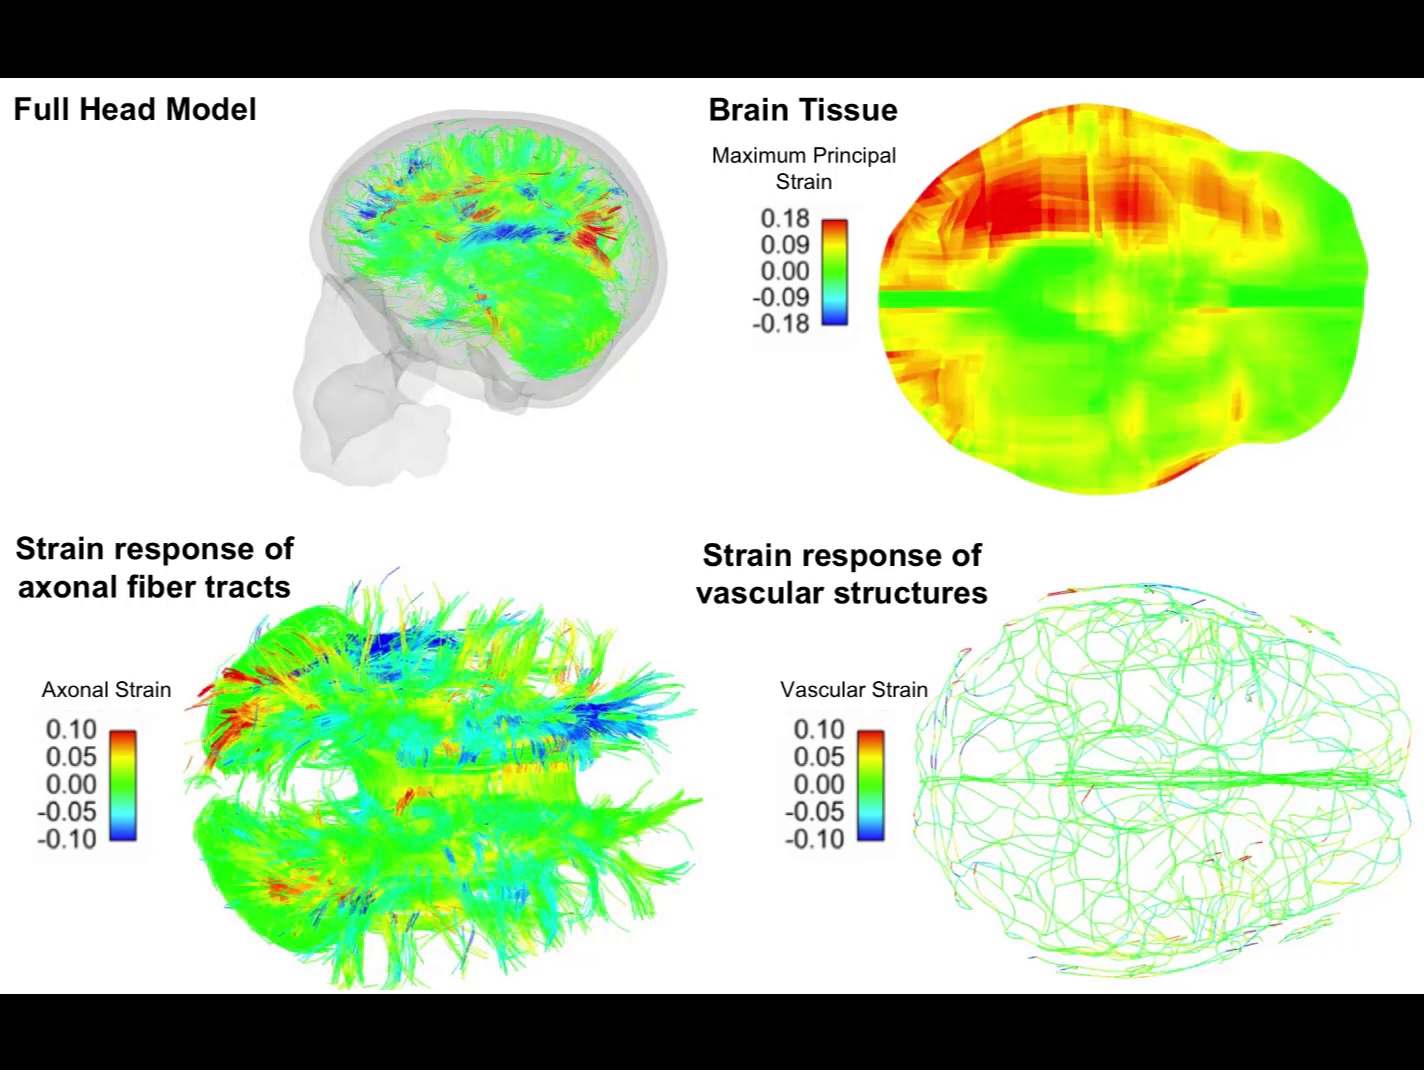 Full Head Model
Brain Tissue
Maximum Principal
Strain
0.18
0.09
0.00
-0.09
-0.18
Strain response of
axonal fiber tracts
Axonal Strain
0.10
0.05
0.00
-0.05
-0.10
Strain response of
vascular structures
Vascular Strain
0.10
0.05
0.00
-0.05
-0.10